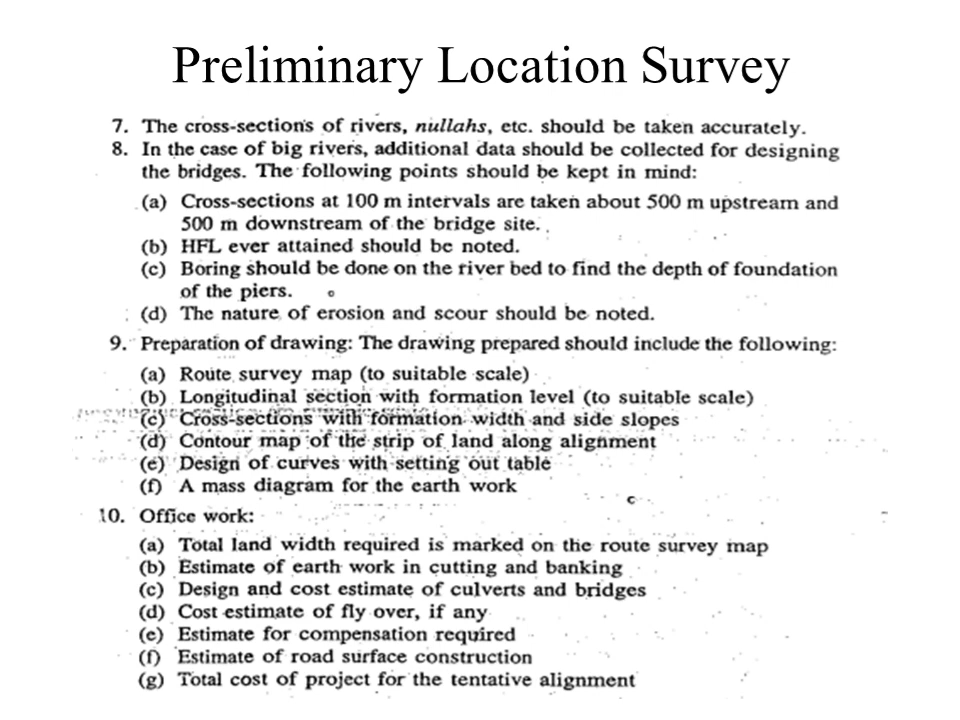 Preliminary Location Survey
7. The cross-sections of rivers, nullahs, etc. should be taken accurately.
8. In the case of big rivers, additional data should be collected for designing
the bridges. The following points should be kept in mind:
(a) Cross-sections at 100 m intervals are taken about 500 m upstream and
500 m downstream of the bridge site.
(b) HFL ever attained should be noted.
(c) Boring should be done on the river bed to find the depth of foundation
of the piers.
(d) The nature of erosion and scour should be noted.
9. Preparation of drawing: The drawing prepared should include the following:
(a) Route survey map (to suitable scale)
(b) Longitudinal section with formation level (to suitable scale)
(c) Cross-sections with formation width and side slopes
(d) Contour map of the strip of land along alignment
(e) Design of curves with setting out table
(f) A mass diagram for the earth work
10. Office work:
(a) Total land width required is marked on the route survey map
(b) Estimate of earth work in cutting and banking
(c) Design and cost estimate of culverts and bridges
(d) Cost estimate of fly over, if any
(e) Estimate for compensation required
(f) Estimate of road surface construction
(g) Total cost of project for the tentative alignment